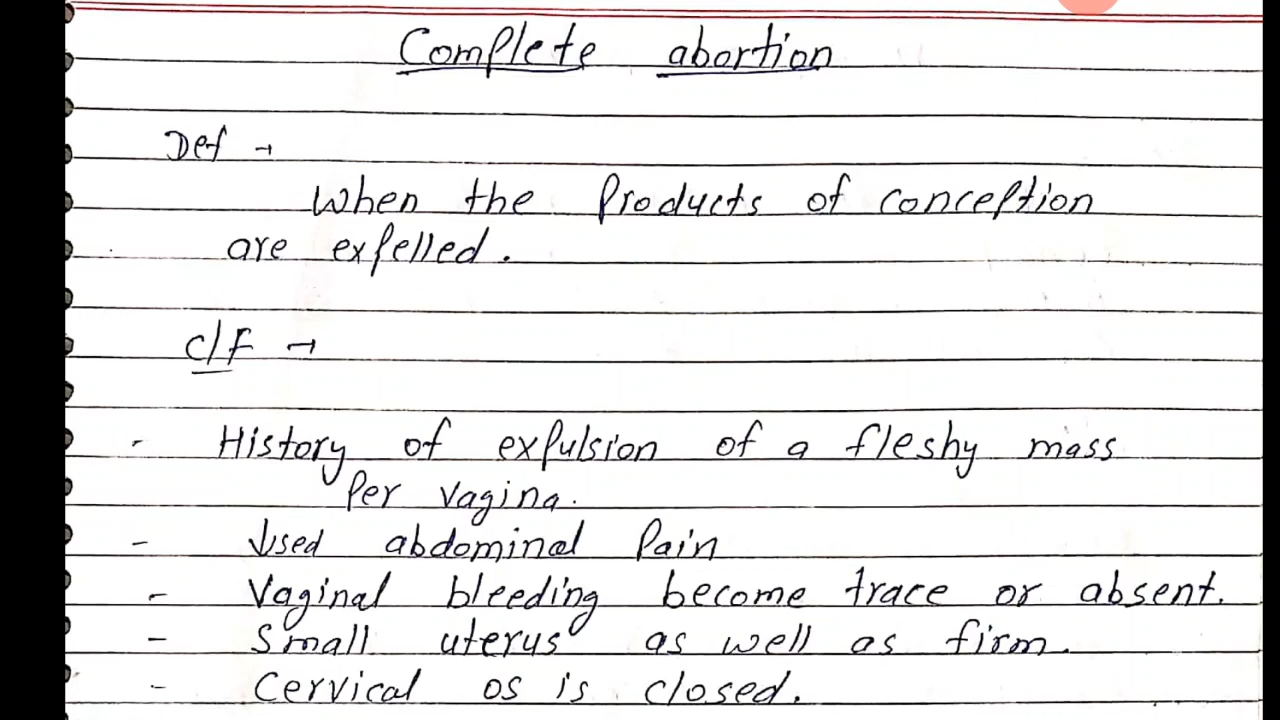 Complete abortion
Def →
When the Products of conception
are expelled.
C/F →
- History of expulsion of a fleshy mass
Per vagina.
- ↓sed abdominal Pain
- Vaginal bleeding become trace or absent.
- Small uterus as well as firm.
- Cervical os is closed.